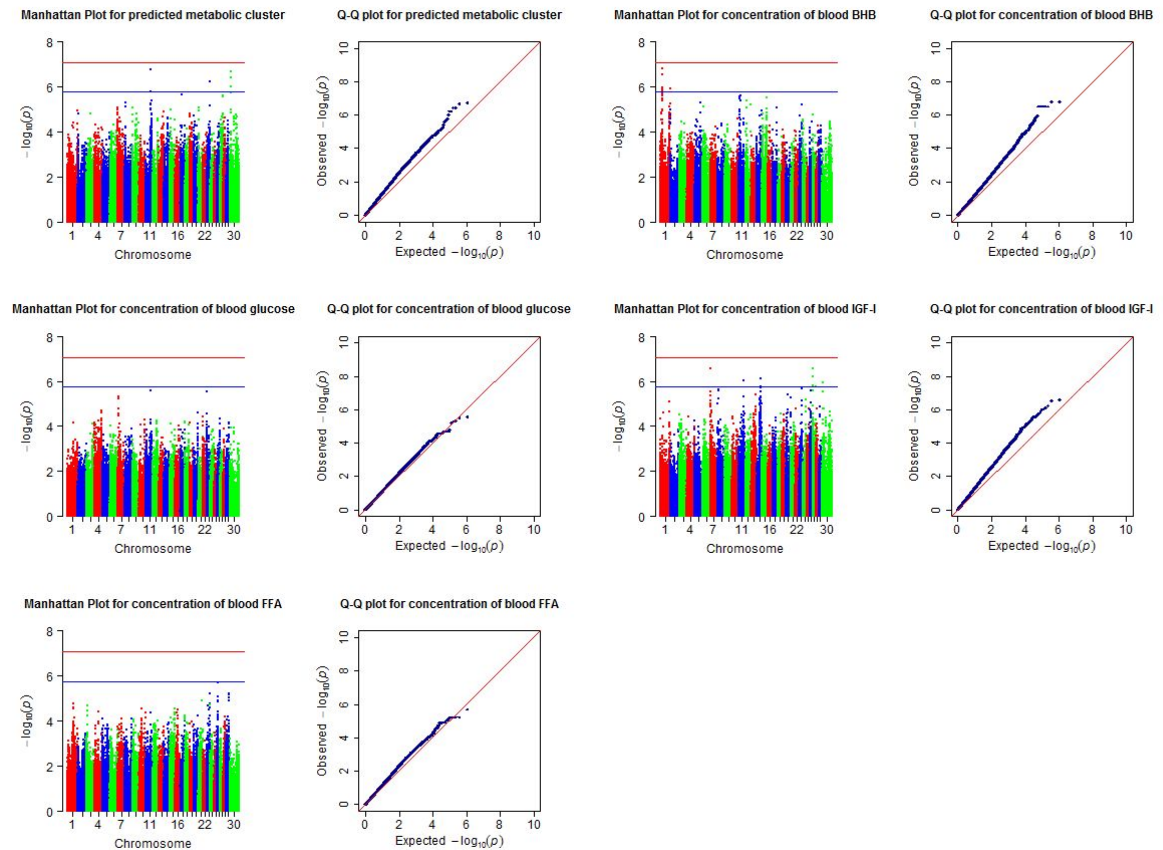 Manhattan Plot for predicted metabolic cluster
Q-Q plot for predicted metabolic cluster
Manhattan Plot for concentration of blood BHB
Q-Q plot for concentration of blood BHB
8
6
4
2
0
−log10(p)
1 4 7 11 16 22 30
Chromosome
10
8
6
4
2
0
Observed −log10(p)
0 2 4 6 8 10
Expected −log10(p)
8
6
4
2
0
−log10(p)
1 4 7 11 16 22 30
Chromosome
10
8
6
4
2
0
Observed −log10(p)
0 2 4 6 8 10
Expected −log10(p)
Manhattan Plot for concentration of blood glucose
Q-Q plot for concentration of blood glucose
Manhattan Plot for concentration of blood IGF-I
Q-Q plot for concentration of blood IGF-I
8
6
4
2
0
−log10(p)
1 4 7 11 16 22 30
Chromosome
10
8
6
4
2
0
Observed −log10(p)
0 2 4 6 8 10
Expected −log10(p)
8
6
4
2
0
−log10(p)
1 4 7 11 16 22 30
Chromosome
10
8
6
4
2
0
Observed −log10(p)
0 2 4 6 8 10
Expected −log10(p)
Manhattan Plot for concentration of blood FFA
Q-Q plot for concentration of blood FFA
8
6
4
2
0
−log10(p)
1 4 7 11 16 22 30
Chromosome
10
8
6
4
2
0
Observed −log10(p)
0 2 4 6 8 10
Expected −log10(p)